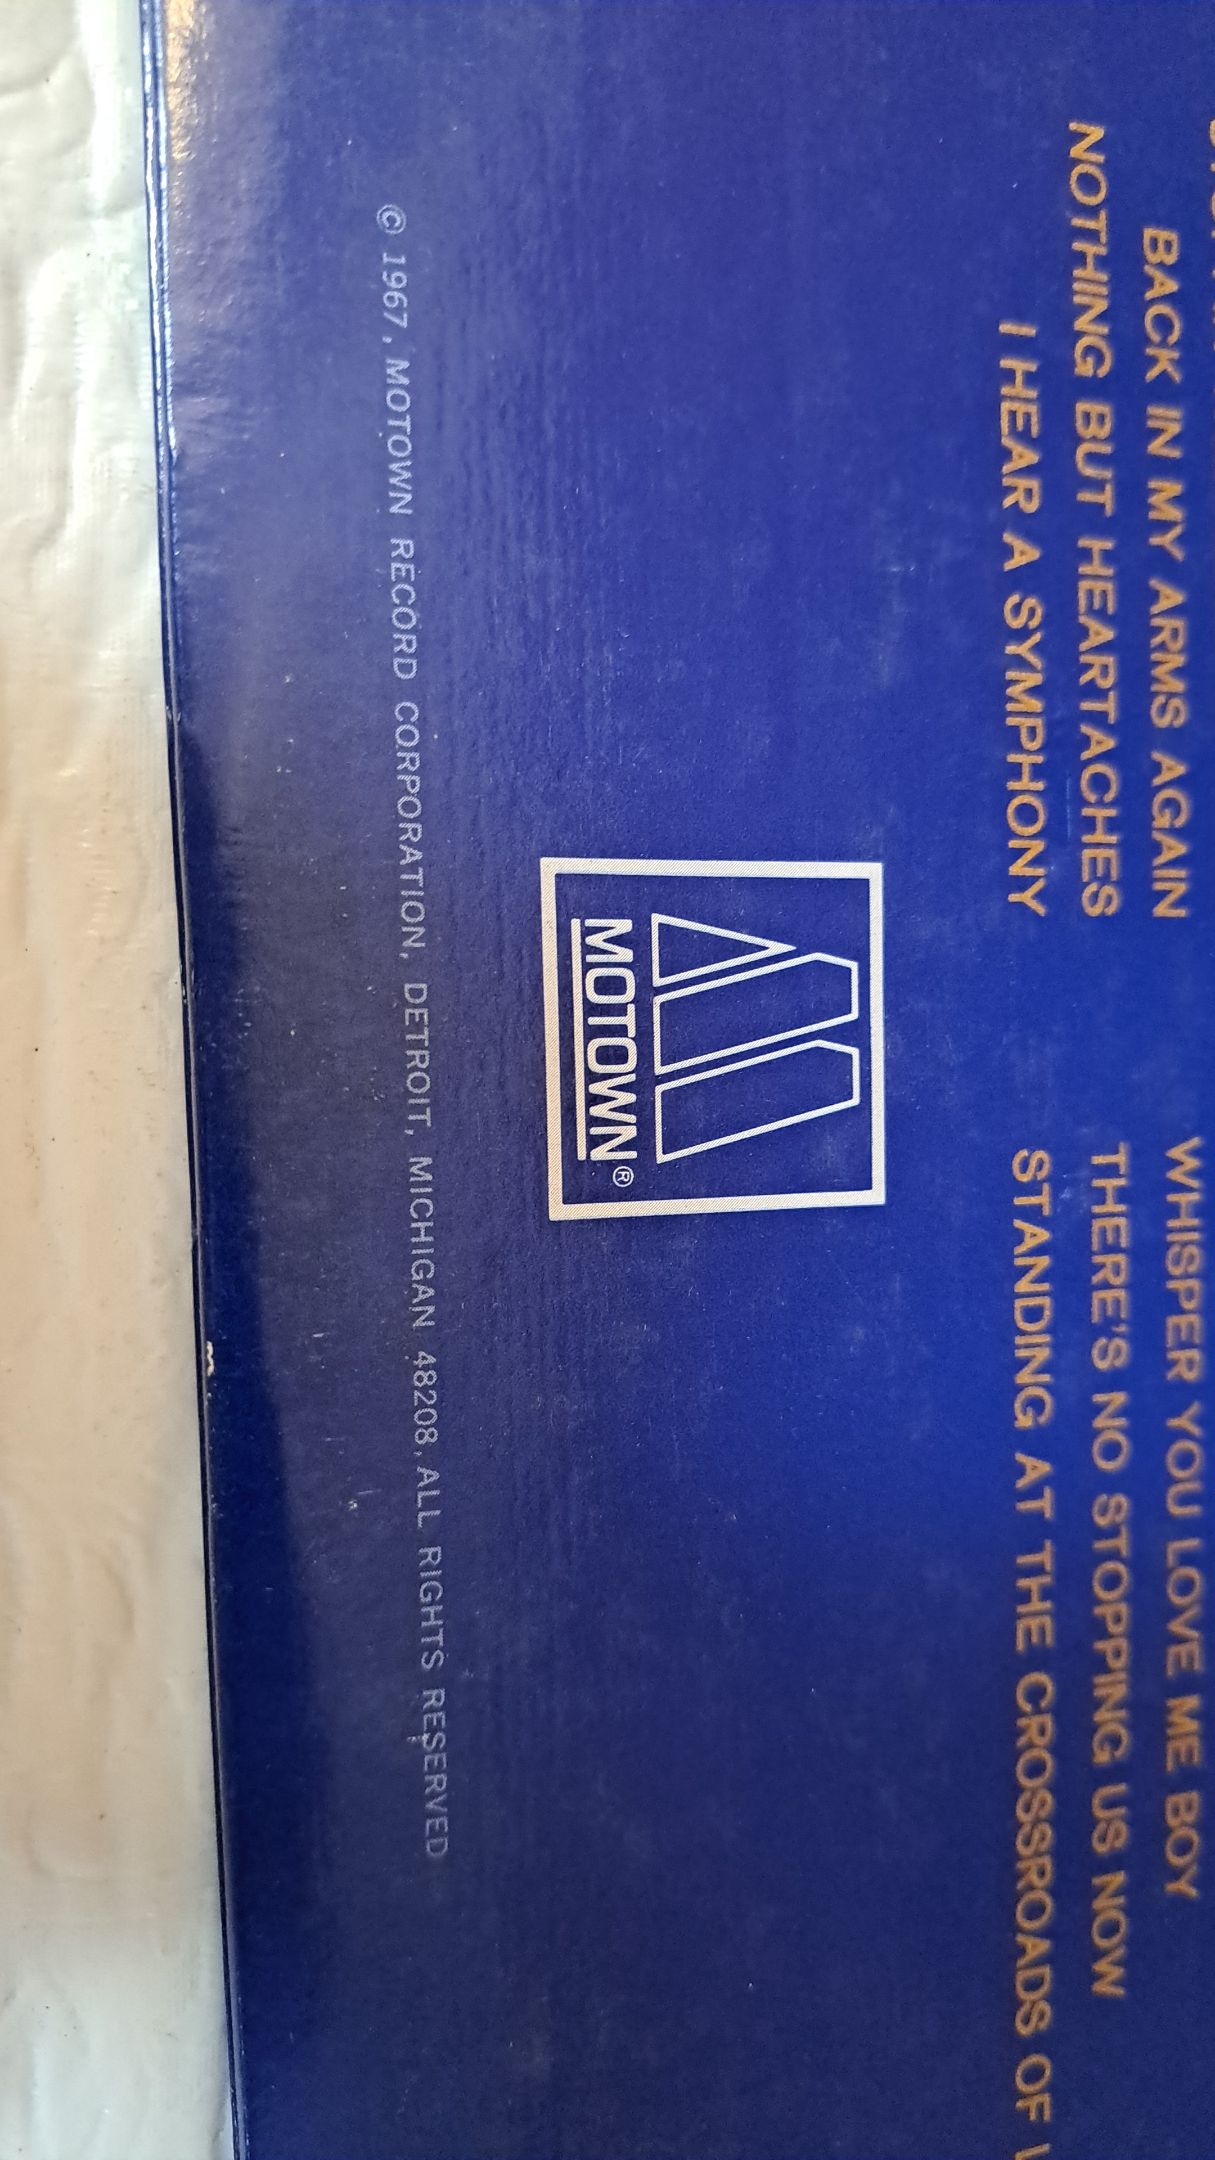 BACK IN MY ARMS AGAIN
NOTHING BUT HEARTACHES
I HEAR A SYMPHONY
WHISPER YOU LOVE ME BOY
THERE'S NO STOPPING US NOW
STANDING AT THE CROSSROADS OF
MOTOWN®
© 1967, MOTOWN RECORD CORPORATION, DETROIT, MICHIGAN 48208, ALL RIGHTS RESERVED